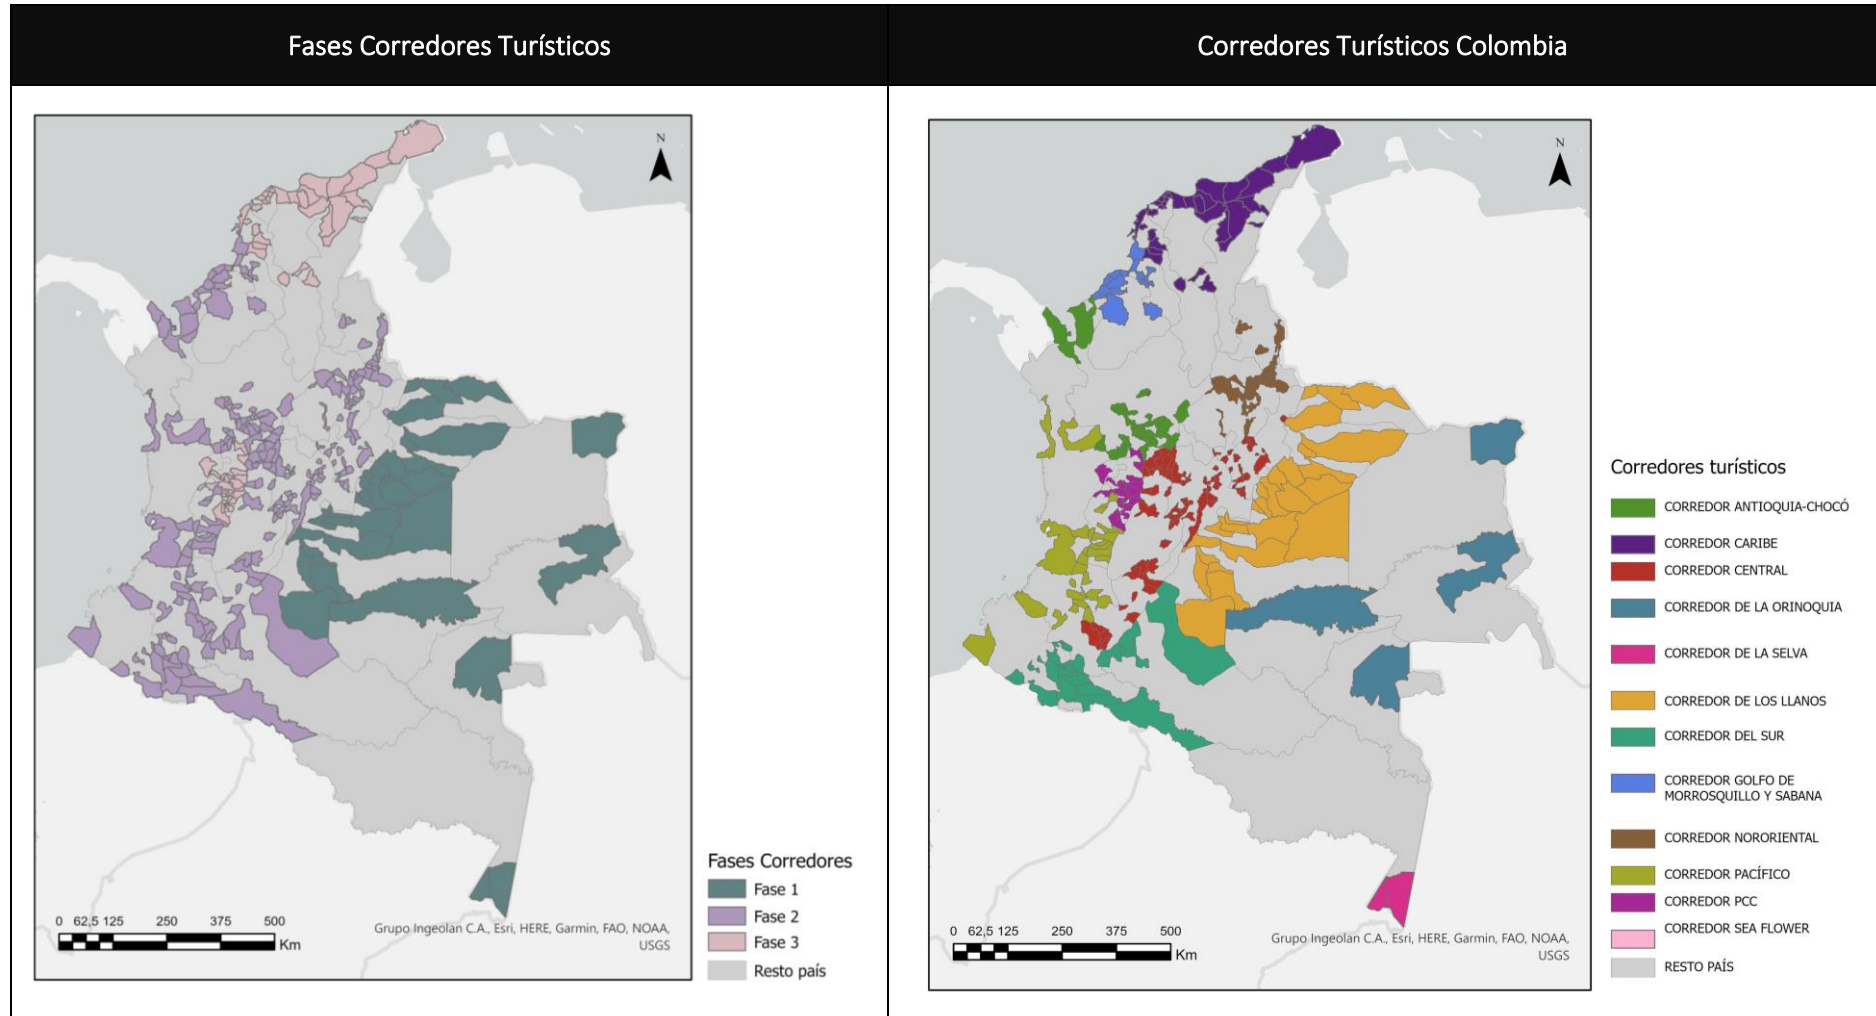 Fases Corredores Turísticos
N
Fases Corredores
Fase 1
Fase 2
Fase 3
Resto país
0 62,5 125 250 375 500
Km
Grupo Ingeolan C.A., Esri, HERE, Garmin, FAO, NOAA,
USGS
Corredores Turísticos Colombia
N
Corredores turísticos
CORREDOR ANTIOQUIA-CHOCÓ
CORREDOR CARIBE
CORREDOR CENTRAL
CORREDOR DE LA ORINOQUIA
CORREDOR DE LA SELVA
CORREDOR DE LOS LLANOS
CORREDOR DEL SUR
CORREDOR GOLFO DE
MORROSQUILLO Y SABANA
CORREDOR NORORIENTAL
CORREDOR PACÍFICO
CORREDOR PCC
CORREDOR SEA FLOWER
RESTO PAÍS
0 62,5 125 250 375 500
Km
Grupo Ingeolan C.A., Esri, HERE, Garmin, FAO, NOAA,
USGS